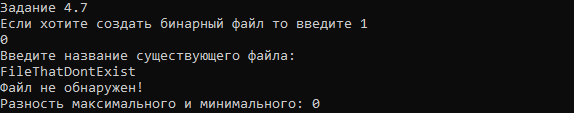 Задание 4.7
Если хотите создать бинарный файл то введите 1
0
Введите название существующего файла:
FileThatDontExist
Файл не обнаружен!
Разность максимального и минимального: 0